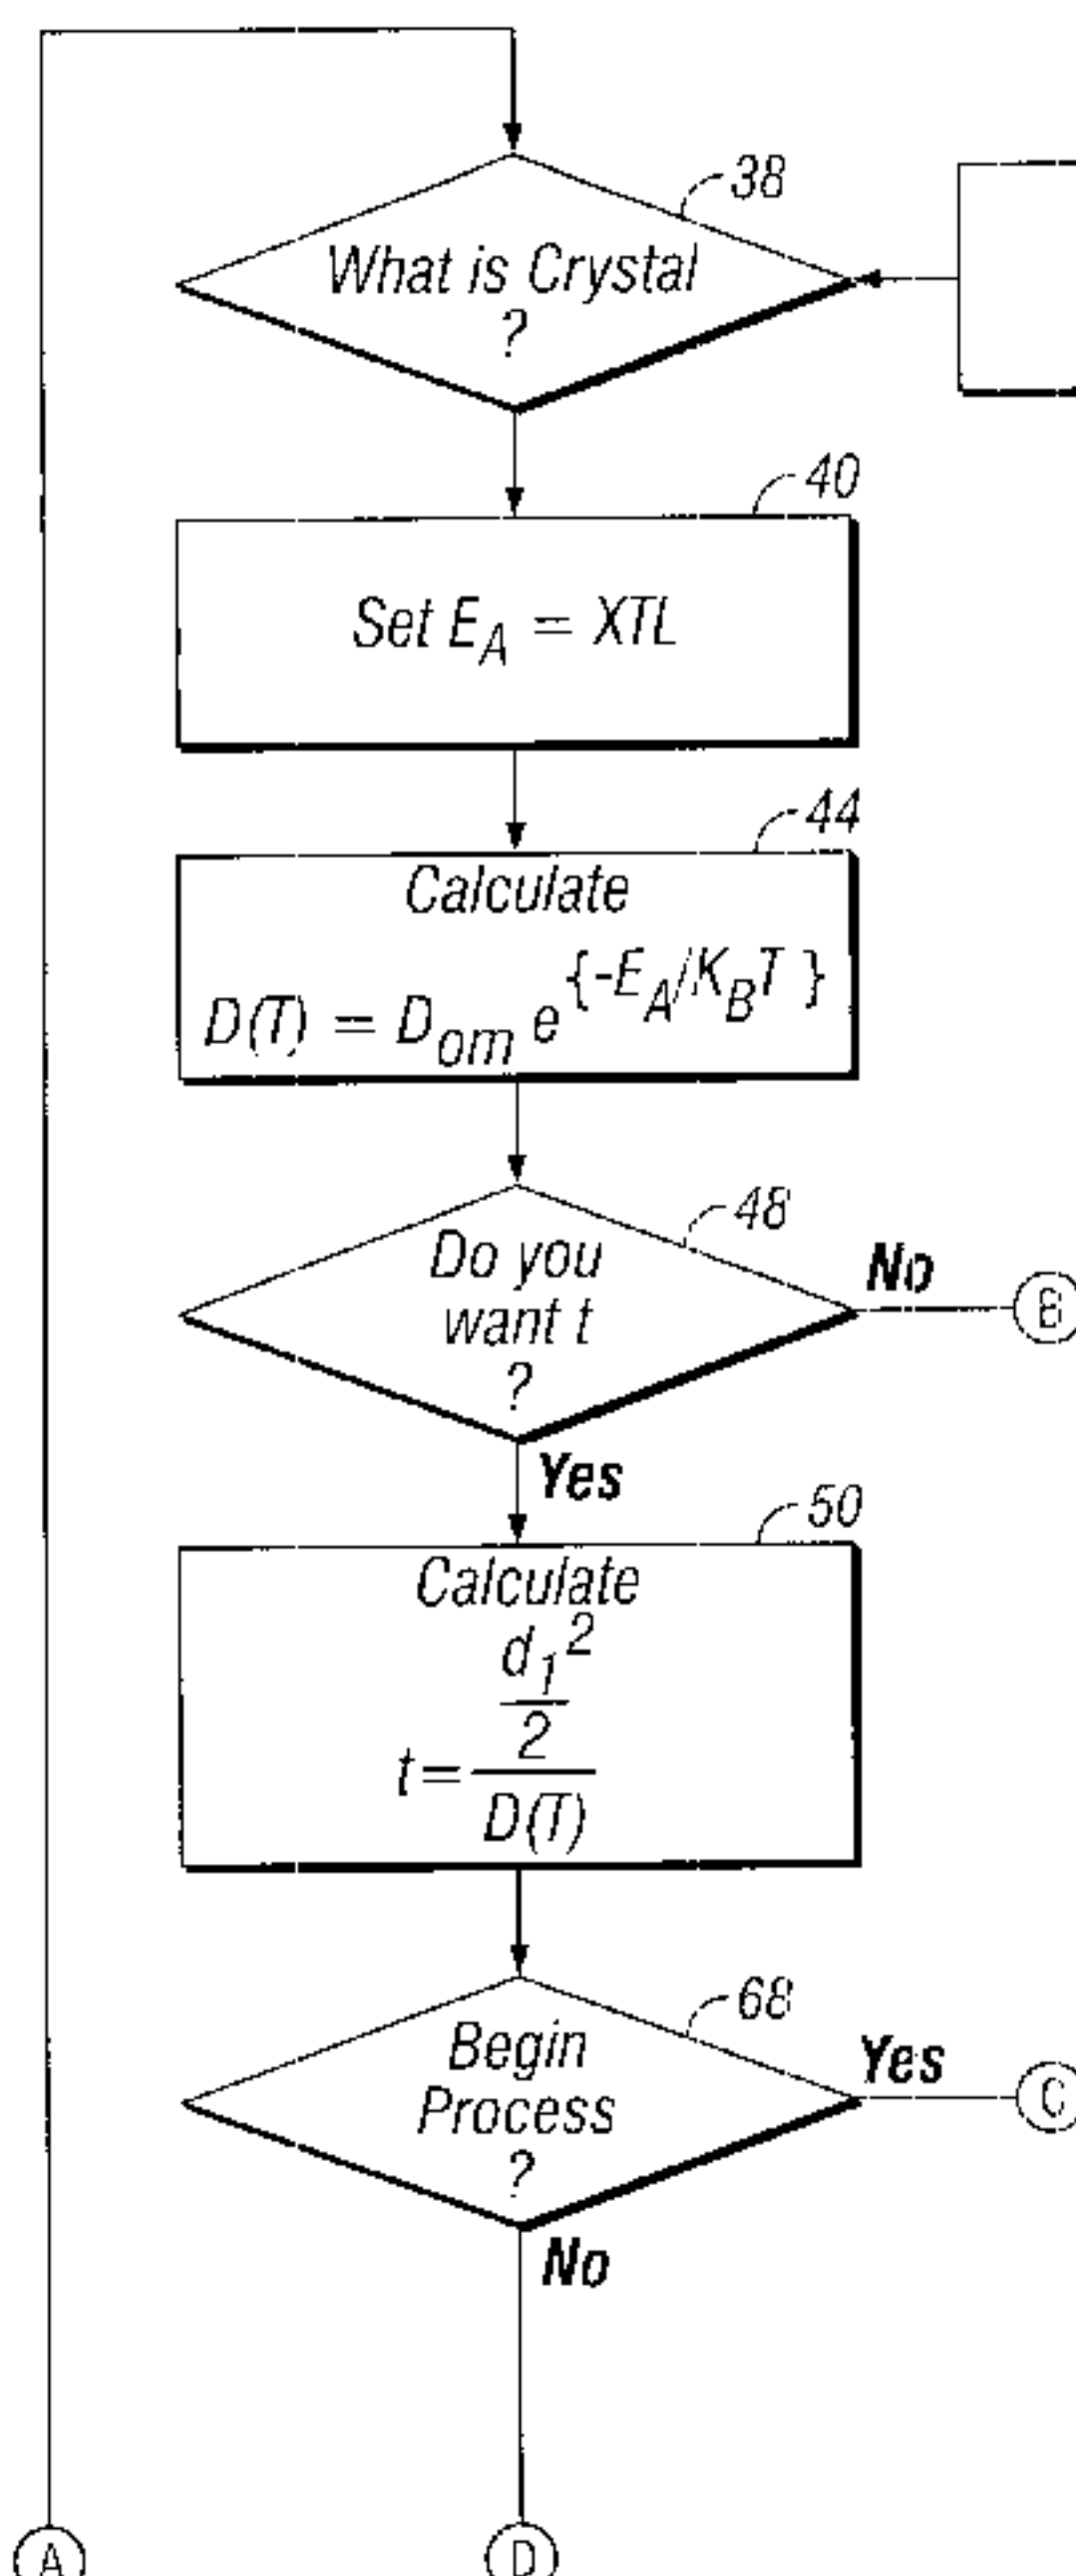 38
What is Crystal
?
40
Set E_A = XTL
44
Calculate
D(T) = D_om e^{-E_A/K_B T }
48
Do you
want t
?
No
B
Yes
50
Calculate
d_1^2
2
t=
D(T)
68
Begin
Process
?
Yes
C
No
A
D